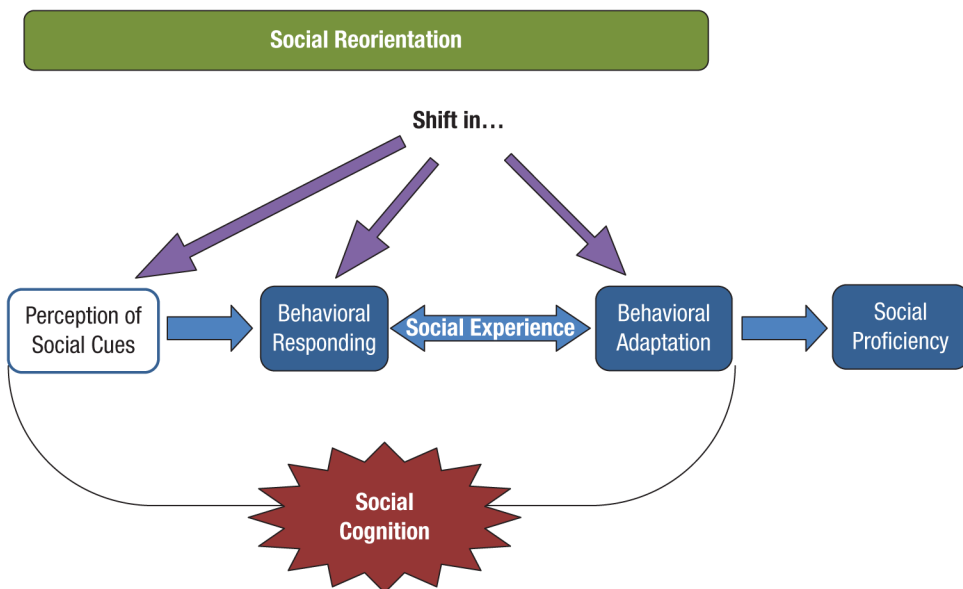 Social Reorientation
Shift in…
Perception of
Social Cues
Behavioral
Responding
Social Experience
Behavioral
Adaptation
Social
Proficiency
Social
Cognition